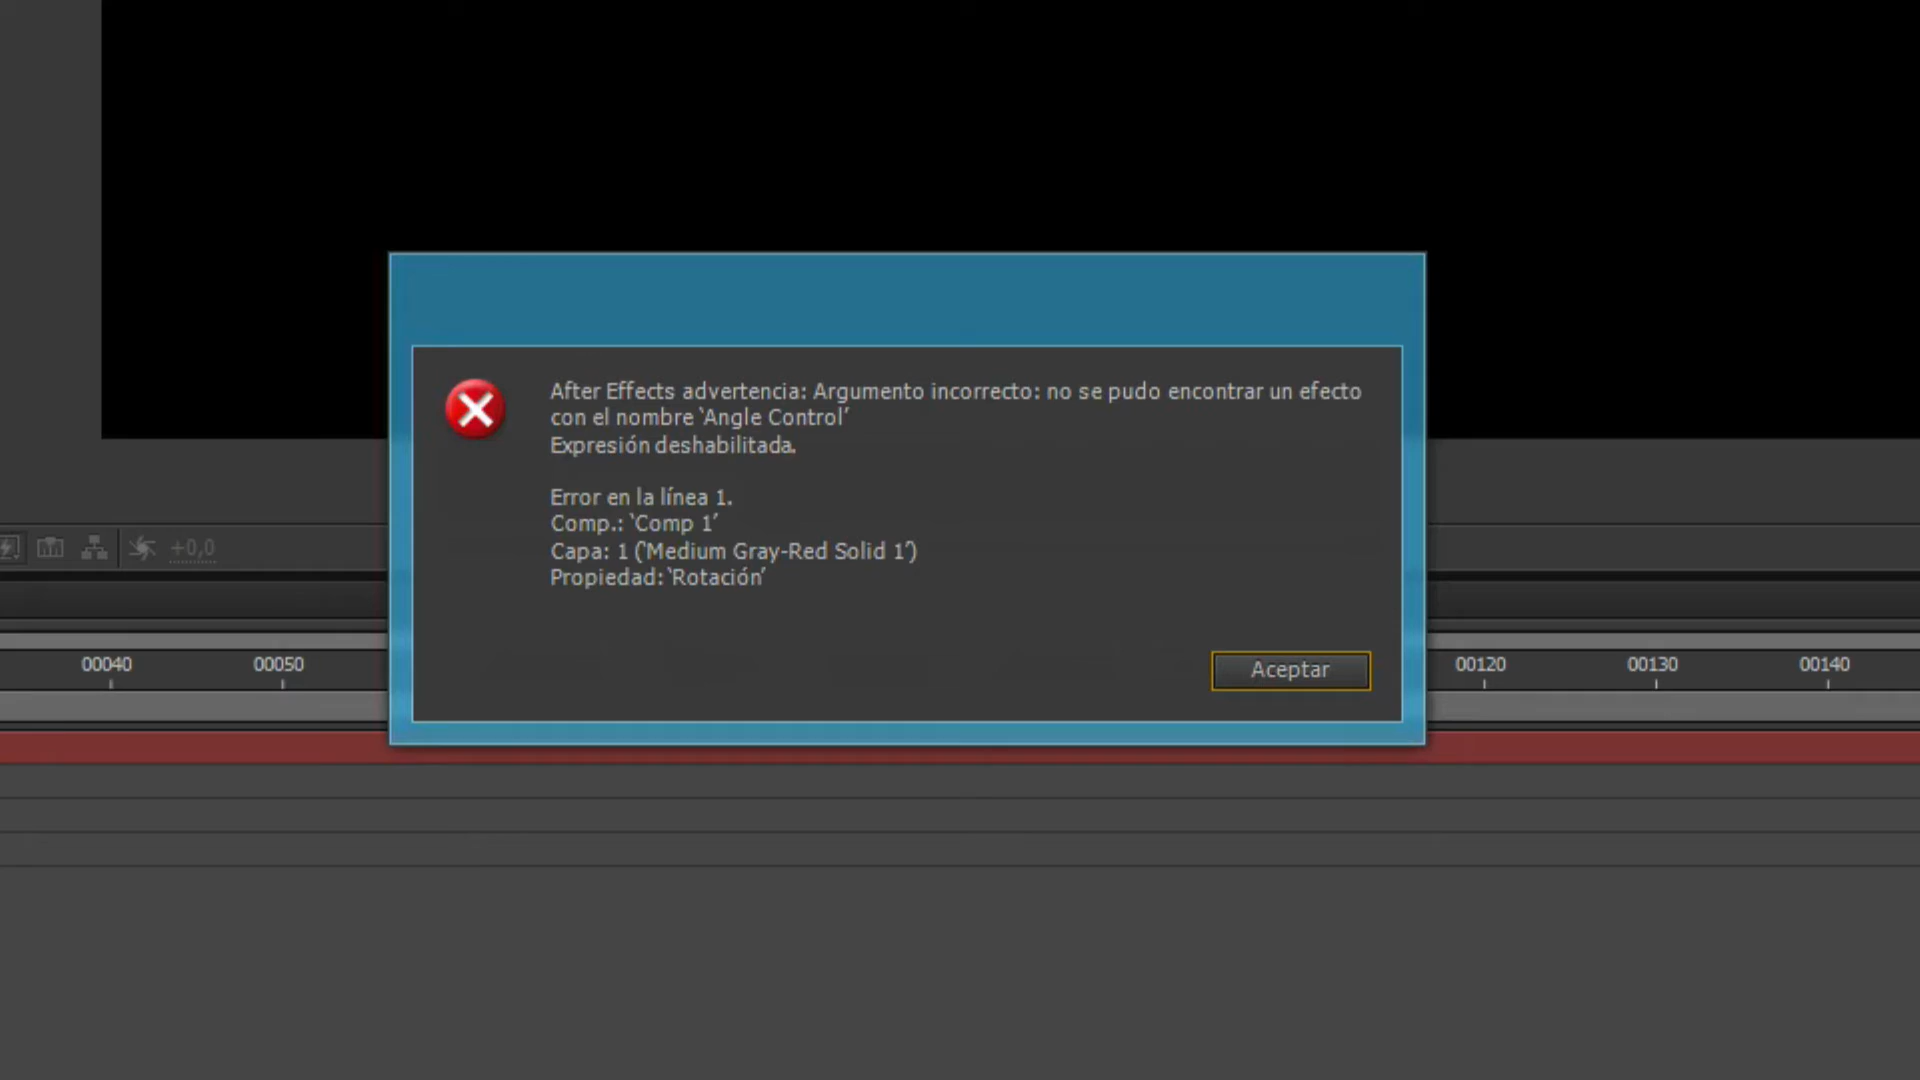 After Effects advertencia: Argumento incorrecto: no se pudo encontrar un efecto
con el nombre ‘Angle Control’
Expresión deshabilitada.
Error en la línea 1.
Comp.: ‘Comp 1’
Capa: 1 (‘Medium Gray-Red Solid 1’)
Propiedad: ‘Rotación’
+0,0
Aceptar
00040 00050 00120 00130 00140